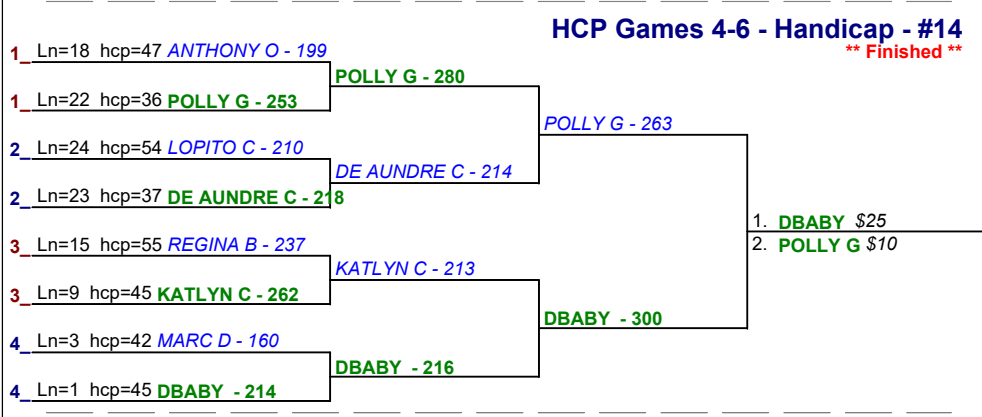 HCP Games 4-6 - Handicap - #14
** Finished **
1_ Ln=18 hcp=47 ANTHONY O - 199
POLLY G - 280
1_ Ln=22 hcp=36 POLLY G - 253
POLLY G - 263
2_ Ln=24 hcp=54 LOPITO C - 210
DE AUNDRE C - 214
2_ Ln=23 hcp=37 DE AUNDRE C - 218
1. DBABY $25
2. POLLY G $10
3_ Ln=15 hcp=55 REGINA B - 237
KATLYN C - 213
3_ Ln=9 hcp=45 KATLYN C - 262
DBABY - 300
4_ Ln=3 hcp=42 MARC D - 160
DBABY - 216
4_ Ln=1 hcp=45 DBABY - 214